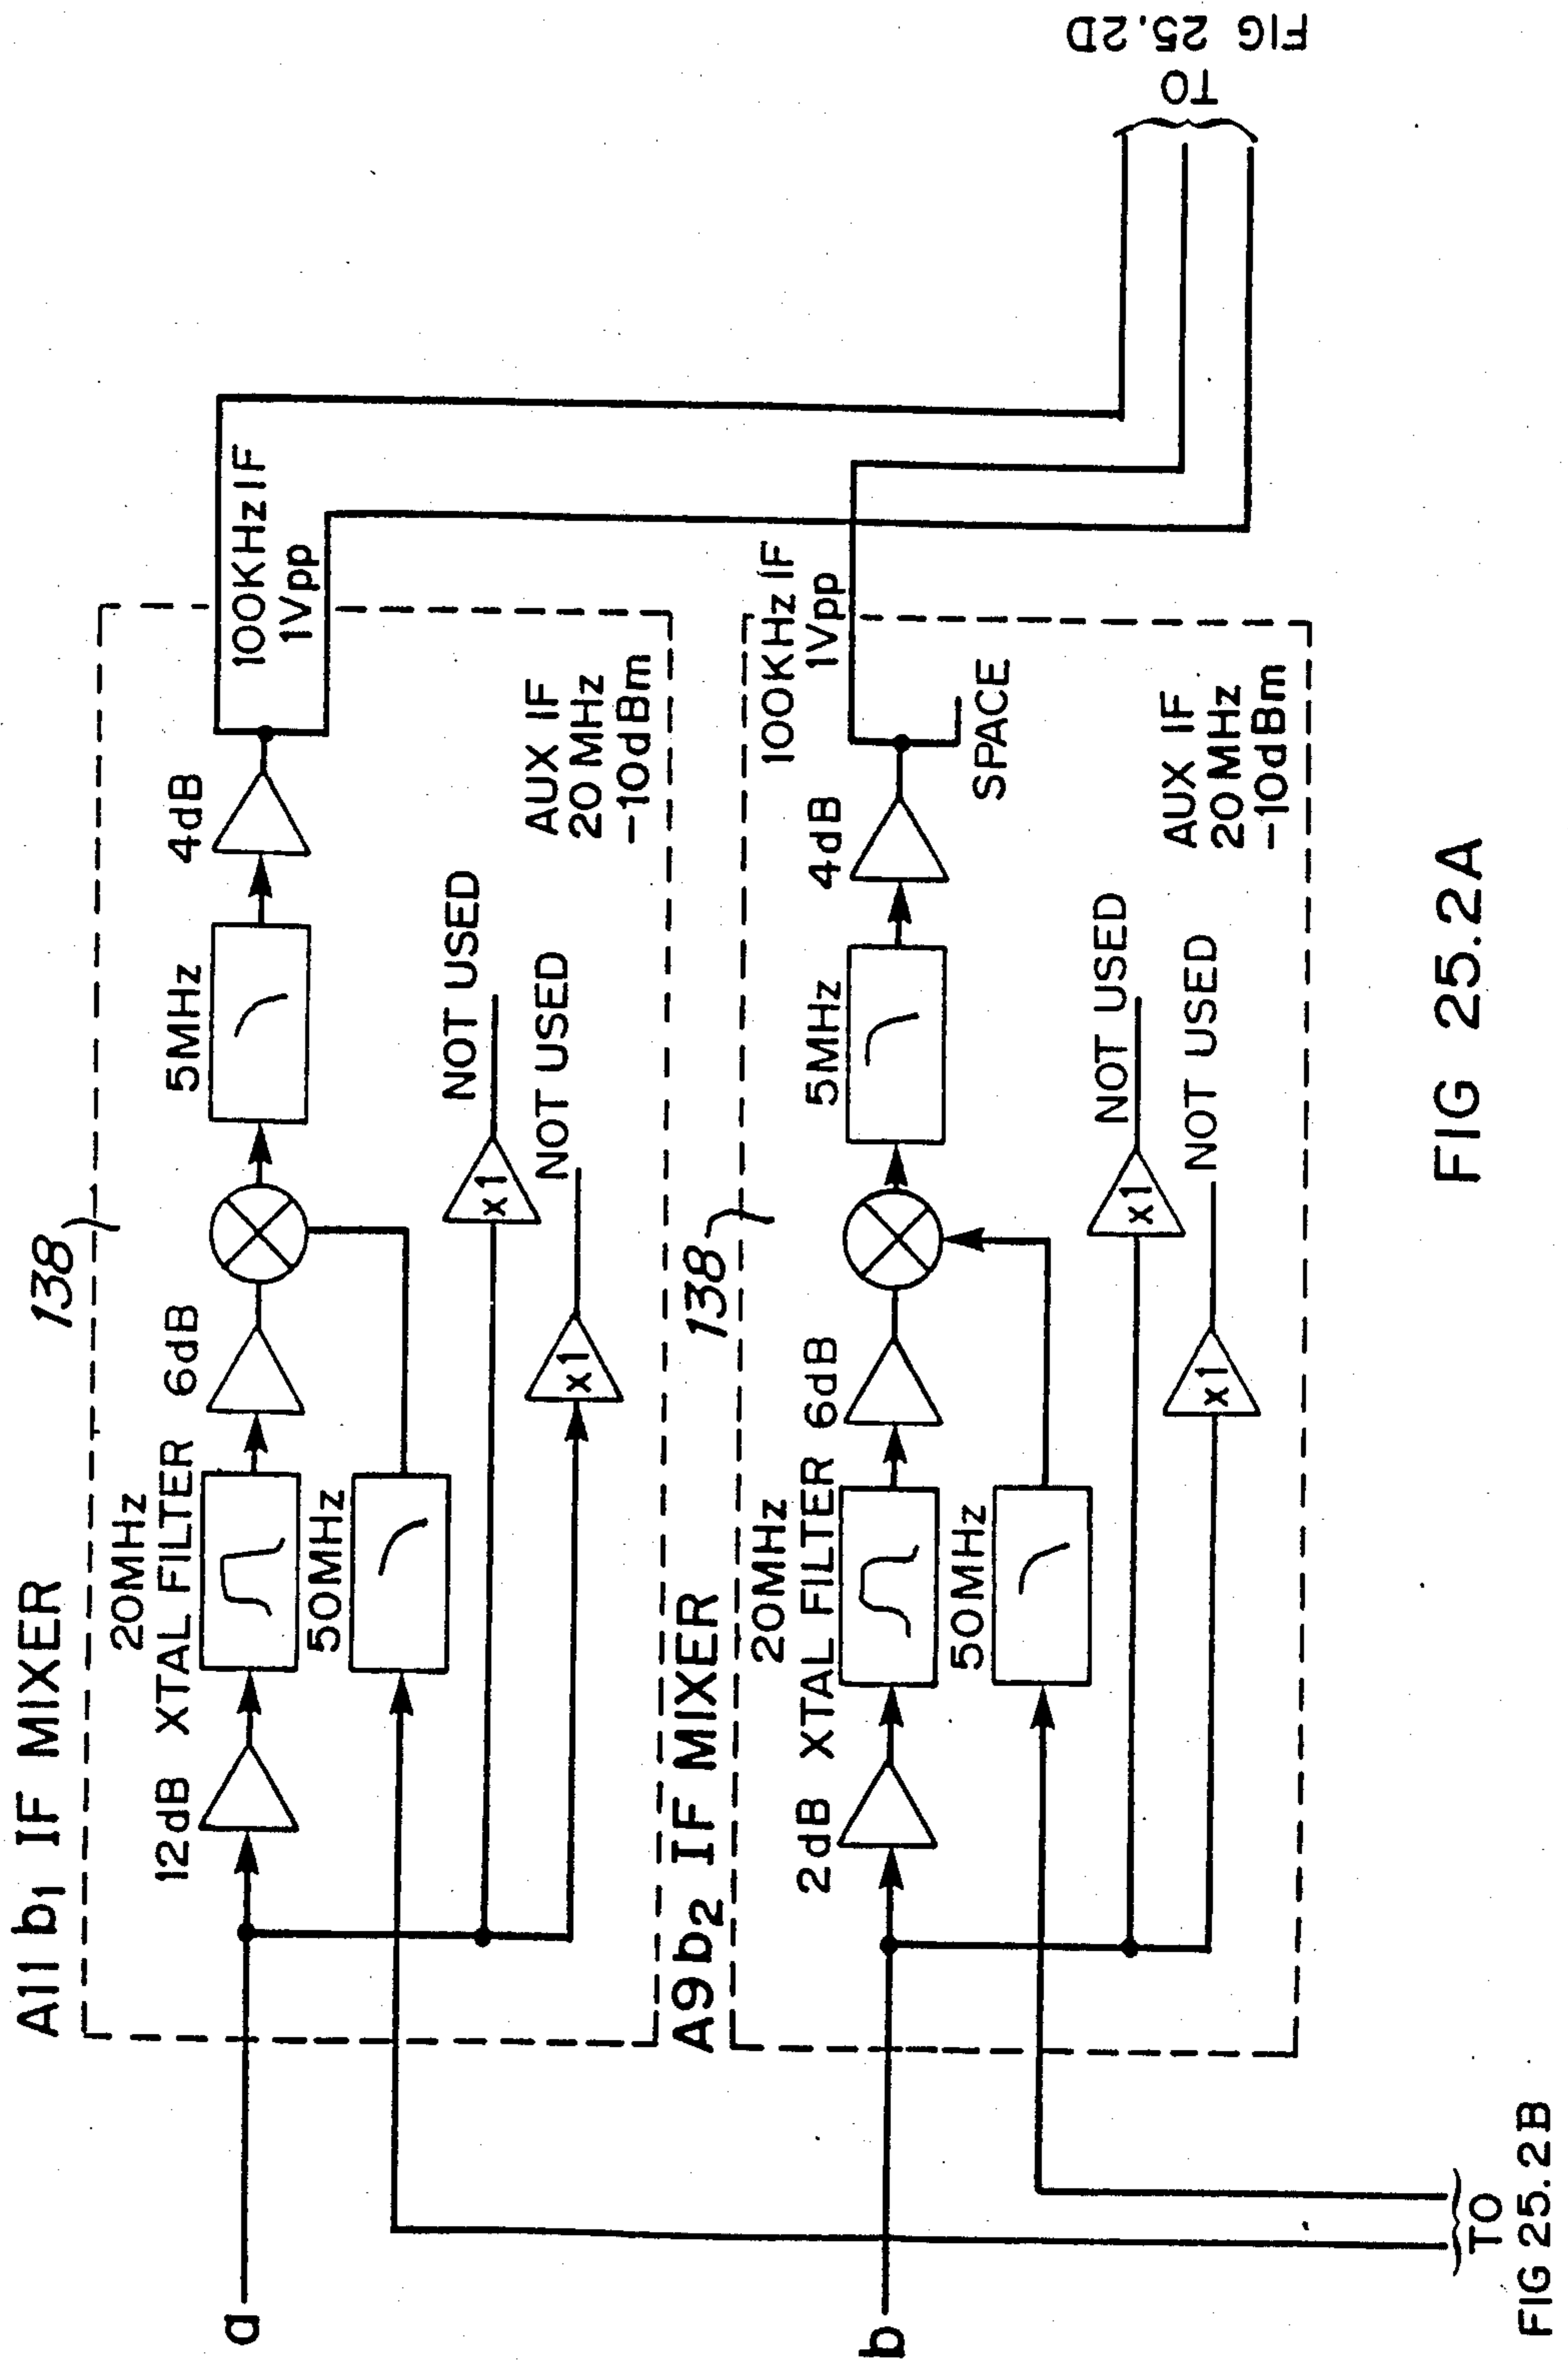 A11 b1 IF MIXER
138
12dB
20MHz
XTAL FILTER
6dB
5MHz
4dB
100KHz IF
1Vpp
a
50MHz
x1
NOT USED
x1
NOT USED
AUX IF
20 MHz
-10dBm
A9b2 IF MIXER
138
2dB
20MHz
XTAL FILTER
6dB
5MHz
4dB
100KHz IF
1Vpp
SPACE
b
50MHz
x1
NOT USED
x1
NOT USED
AUX IF
20 MHz
-10dBm
TO
FIG 25.2B
TO
FIG 25.2D
FIG 25.2A